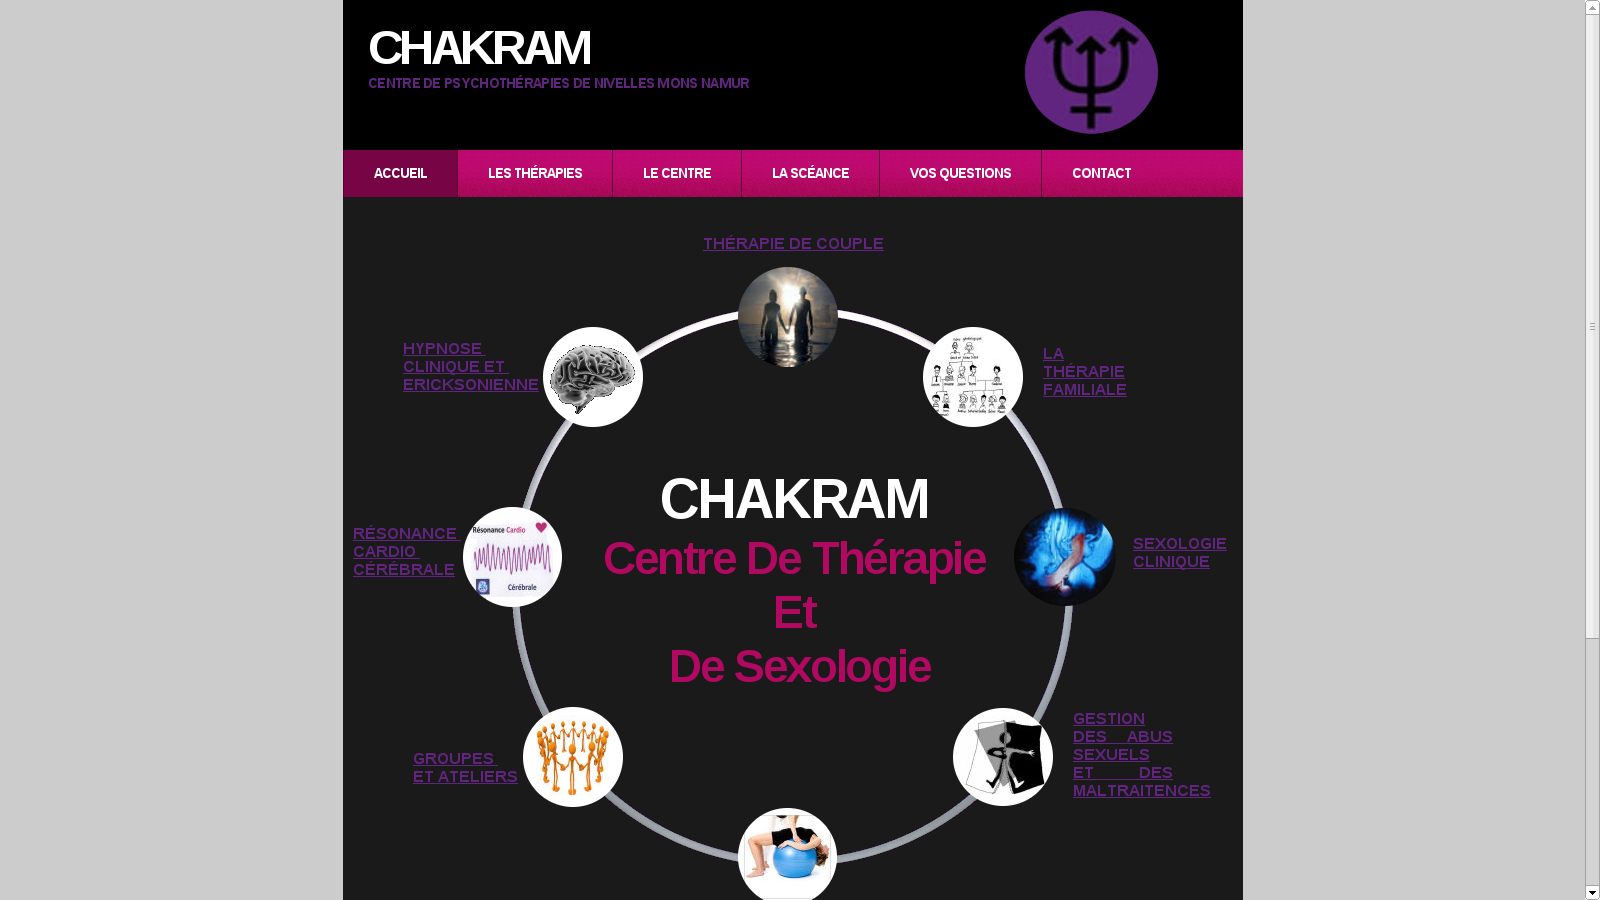 CHAKRAM
CENTRE DE PSYCHOTHÉRAPIES DE NIVELLES MONS NAMUR
ACCUEIL
LES THÉRAPIES
LE CENTRE
LA SCÉANCE
VOS QUESTIONS
CONTACT
THÉRAPIE DE COUPLE
HYPNOSE
CLINIQUE ET
ERICKSONIENNE
LA
THÉRAPIE
FAMILIALE
CHAKRAM
Centre De Thérapie
Et
De Sexologie
RÉSONANCE
CARDIO
CÉRÉBRALE
Résonance Cardio
Cérébrale
SEXOLOGIE
CLINIQUE
GROUPES
ET ATELIERS
GESTION
DES ABUS
SEXUELS
ET DES
MALTRAITENCES